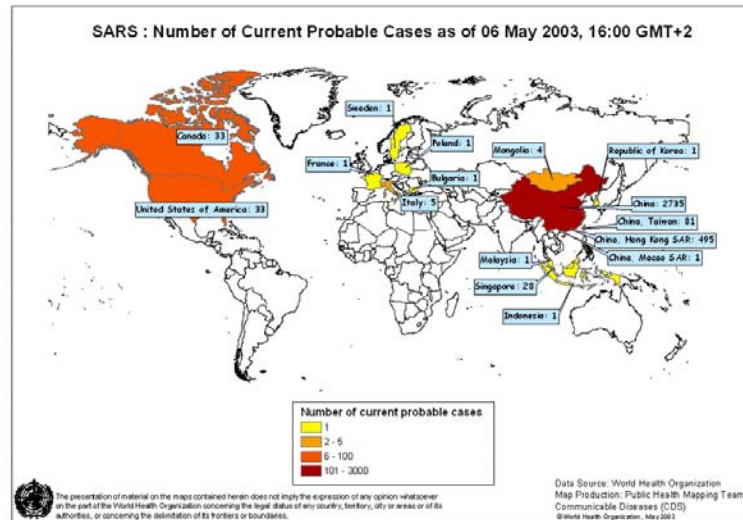 SARS : Number of Current Probable Cases as of 06 May 2003, 16:00 GMT+2
Sweden: 1
Canada: 33
Poland: 1
Mongolia: 4
Republic of Korea: 1
France: 1
Bulgaria: 1
Italy: 5
United States of America: 33
China: 2735
China, Taiwan: 81
China, Hong Kong SAR: 495
China, Macao SAR: 1
Malaysia: 1
Singapore: 28
Indonesia: 1
Number of current probable cases
1
2 - 5
6 - 100
101 - 3000
The presentation of material on the maps contained herein does not imply the expression of any opinion whatsoever
on the part of the World Health Organization concerning the legal status of any country, territory, city or areas or of its
authorities, or concerning the delimitation of its frontiers or boundaries.
Data Source: World Health Organization
Map Production: Public Health Mapping Team
Communicable Diseases (CDS)
© World Health Organization, May 2003